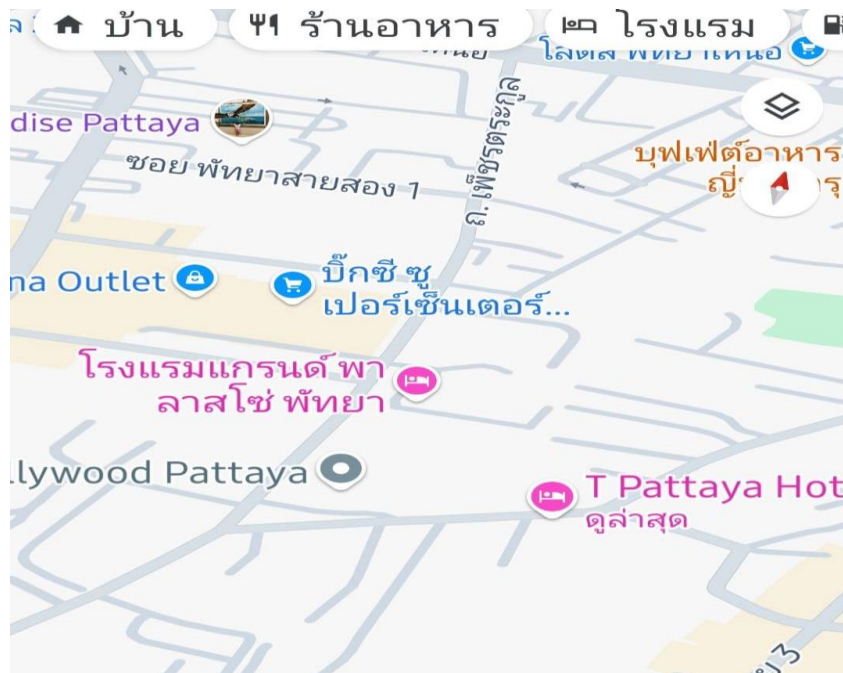 บ้าน
ร้านอาหาร
โรงแรม
โลตัส พัทยาเหนือ
dise Pattaya
ซอย พัทยาสายสอง 1
ถ. เพ็ชรตระกูล
บุฟเฟ่ต์อาหาร
ญี่
na Outlet
บิ๊กซี ซู
เปอร์เซ็นเตอร์...
โรงแรมแกรนด์ พา
ลาสโซ่ พัทยา
llywood Pattaya
T Pattaya Hot
ดูล่าสุด
ย 3